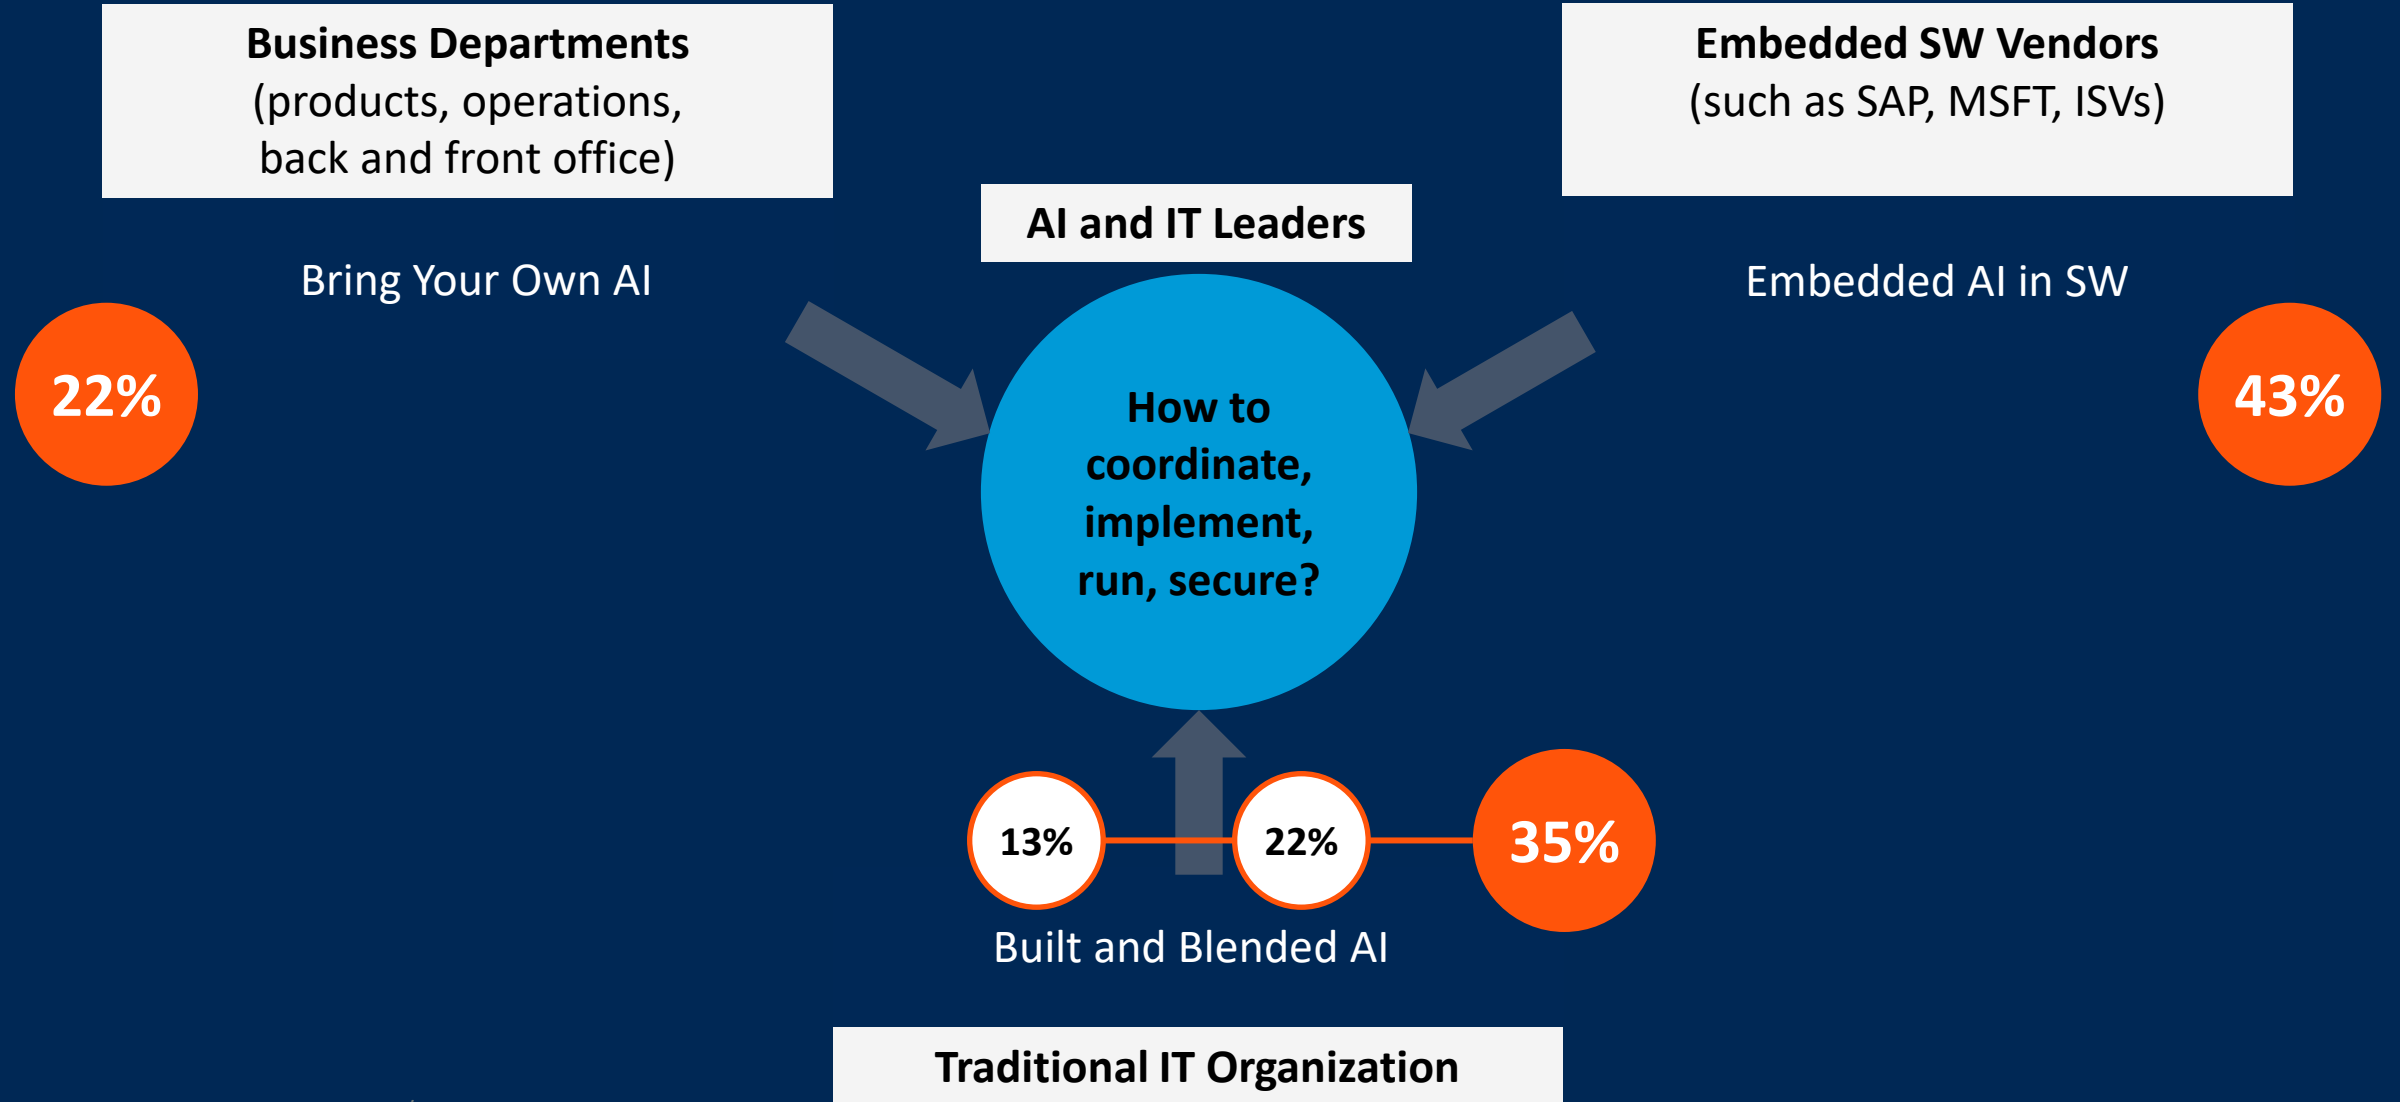 Business Departments
(products, operations,
back and front office)
Embedded SW Vendors
(such as SAP, MSFT, ISVs)
AI and IT Leaders
Bring Your Own AI
Embedded AI in SW
22%
43%
How to
coordinate,
implement,
run, secure?
13%
22%
35%
Built and Blended AI
Traditional IT Organization